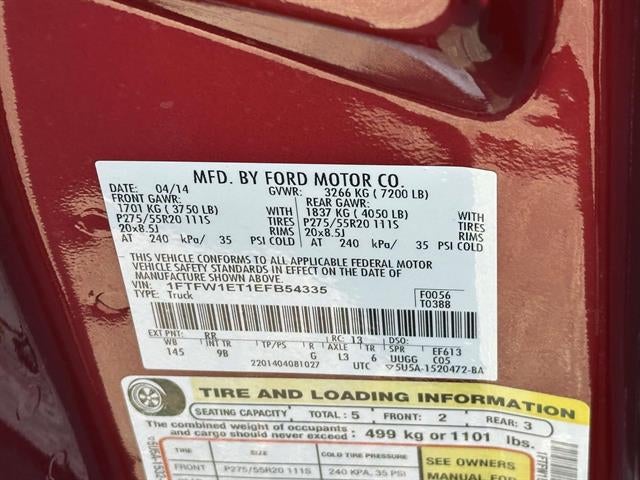 MFD. BY FORD MOTOR CO.
DATE: 04/14 GVWR: 3266 KG ( 7200 LB)
FRONT GAWR: REAR GAWR:
1701 KG ( 3750 LB) WITH 1837 KG ( 4050 LB) WITH
P275/55R20 111S TIRES P275/55R20 111S TIRES
20x8.5J RIMS 20x8.5J RIMS
AT 240 kPa/ 35 PSI COLD AT 240 kPa/ 35 PSI COLD
THIS VEHICLE CONFORMS TO ALL APPLICABLE FEDERAL MOTOR
VEHICLE SAFETY STANDARDS IN EFFECT ON THE DATE OF
MANUFACTURE SHOWN ABOVE.
VIN: 1FTFW1ET1EFB54335 F0056
TYPE: Truck T0388
EXT PNT: RR RC: 13 DSO:
WB INT TR TP/PS R AXLE TR SPR EF613
145 9B G L3 6 UUGG C05
2201404081027 UTC ▽5U5A-1520472-BA
TIRE AND LOADING INFORMATION
SEATING CAPACITY TOTAL: 5 FRONT: 2 REAR: 3
The combined weight of occupants
and cargo should never exceed: 499 kg or 1101 lbs.
TIRE SIZE COLD TIRE PRESSURE SEE OWNERS
FRONT P275/55R20 111S 240 KPA, 35 PSI MANUAL FOR